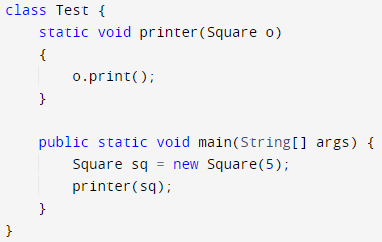 class Test {
    static void printer(Square o)
    {
        o.print();
    }

    public static void main(String[] args) {
        Square sq = new Square(5);
        printer(sq);
    }
}